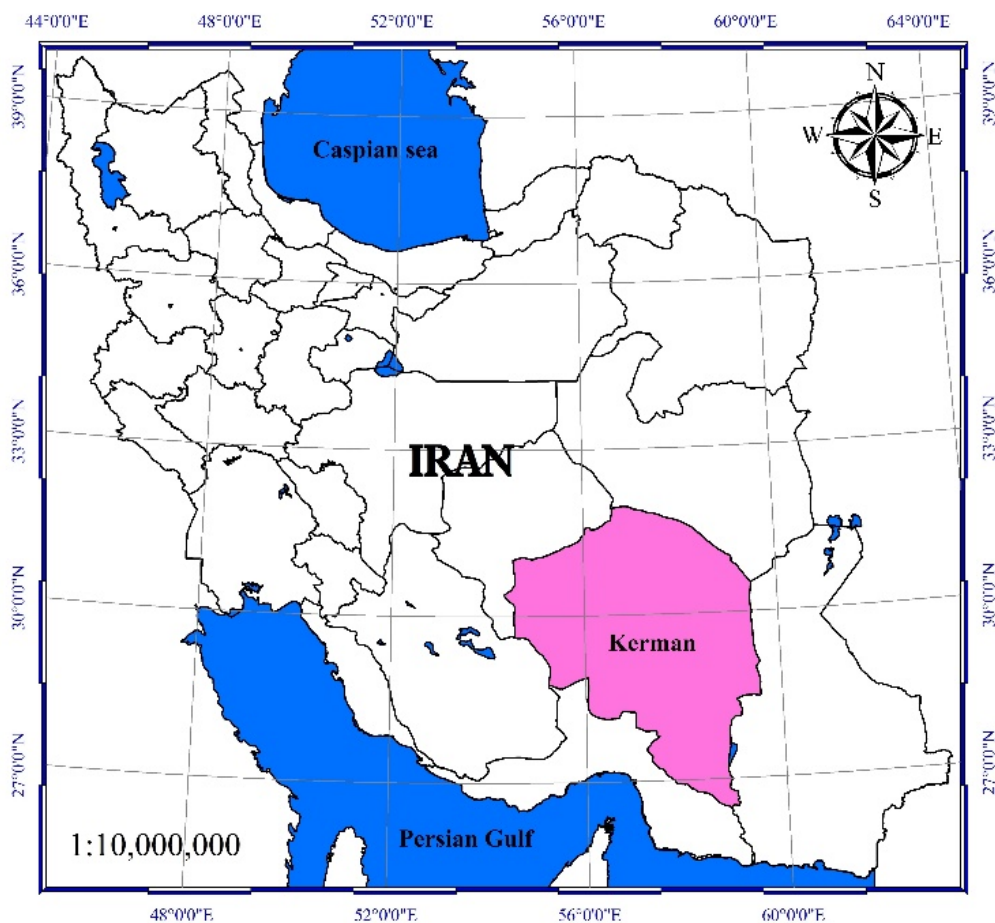 44°0'0"E 48°0'0"E 52°0'0"E 56°0'0"E 60°0'0"E 64°0'0"E
39°0'0"N
39°0'0"N
N
W
E
S
Caspian sea
36°0'0"N
36°0'0"N
33°0'0"N
33°0'0"N
IRAN
30°0'0"N
30°0'0"N
Kerman
27°0'0"N
27°0'0"N
1:10,000,000
Persian Gulf
48°0'0"E 52°0'0"E 56°0'0"E 60°0'0"E